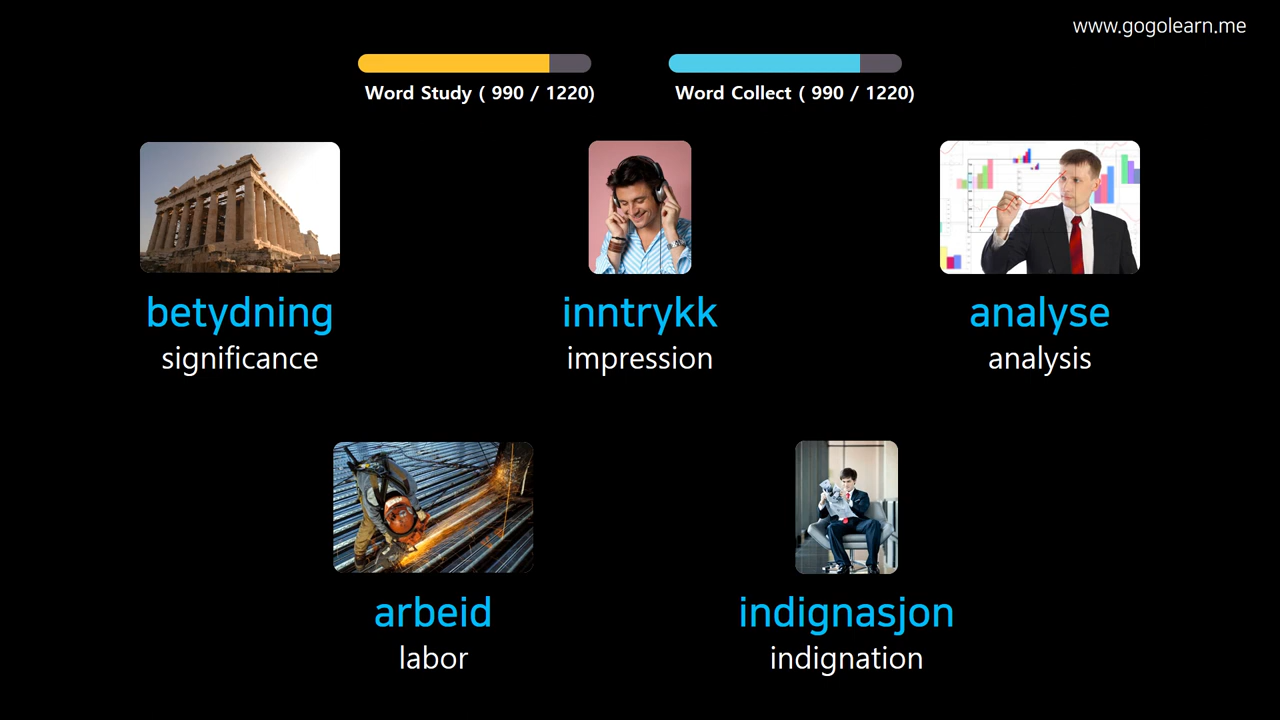 www.gogolearn.me
Word Study ( 990 / 1220)
Word Collect ( 990 / 1220)
betydning
significance
inntrykk
impression
analyse
analysis
arbeid
labor
indignasjon
indignation